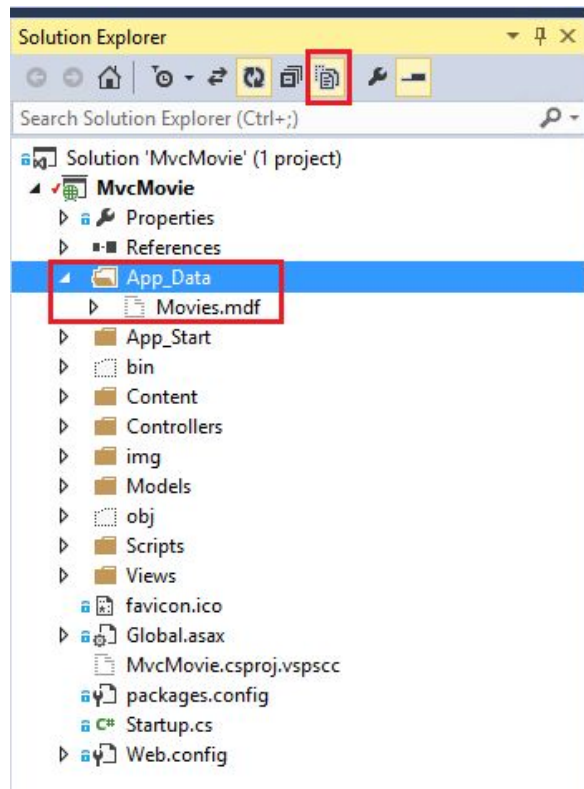 Solution Explorer
Search Solution Explorer (Ctrl+;)
Solution 'MvcMovie' (1 project)
MvcMovie
Properties
References
App_Data
Movies.mdf
App_Start
bin
Content
Controllers
img
Models
obj
Scripts
Views
favicon.ico
Global.asax
MvcMovie.csproj.vspscc
packages.config
C# Startup.cs
Web.config